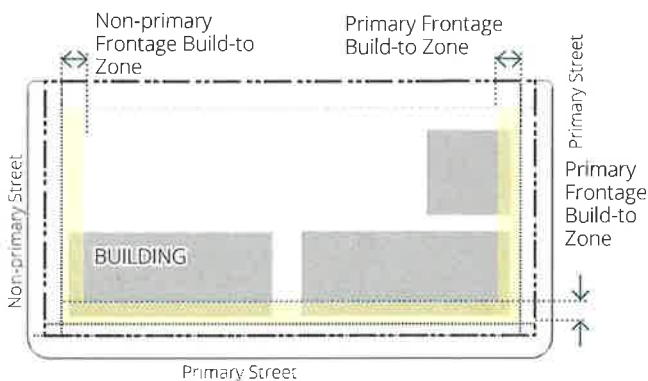 Non-primary
Frontage Build-to
Zone
Primary Frontage
Build-to Zone
Primary Street
Primary
Frontage
Build-to
Zone
Non-primary Street
BUILDING
Primary Street